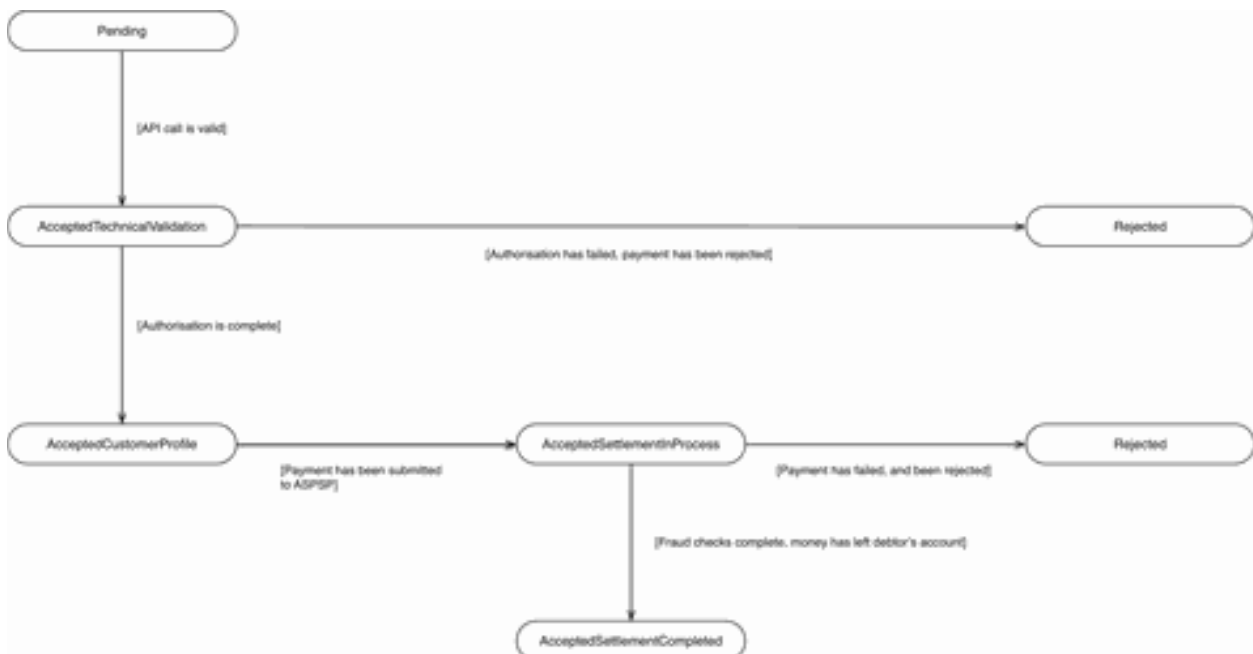 Pending
[API call is valid]
AcceptedTechnicalValidation
Rejected
[Authorisation has failed, payment has been rejected]
[Authorisation is complete]
AcceptedCustomerProfile
AcceptedSettlementInProcess
Rejected
[Payment has been submitted
to ASPSP]
[Payment has failed, and been rejected]
[Fraud checks complete, money has left debtor's account]
AcceptedSettlementCompleted